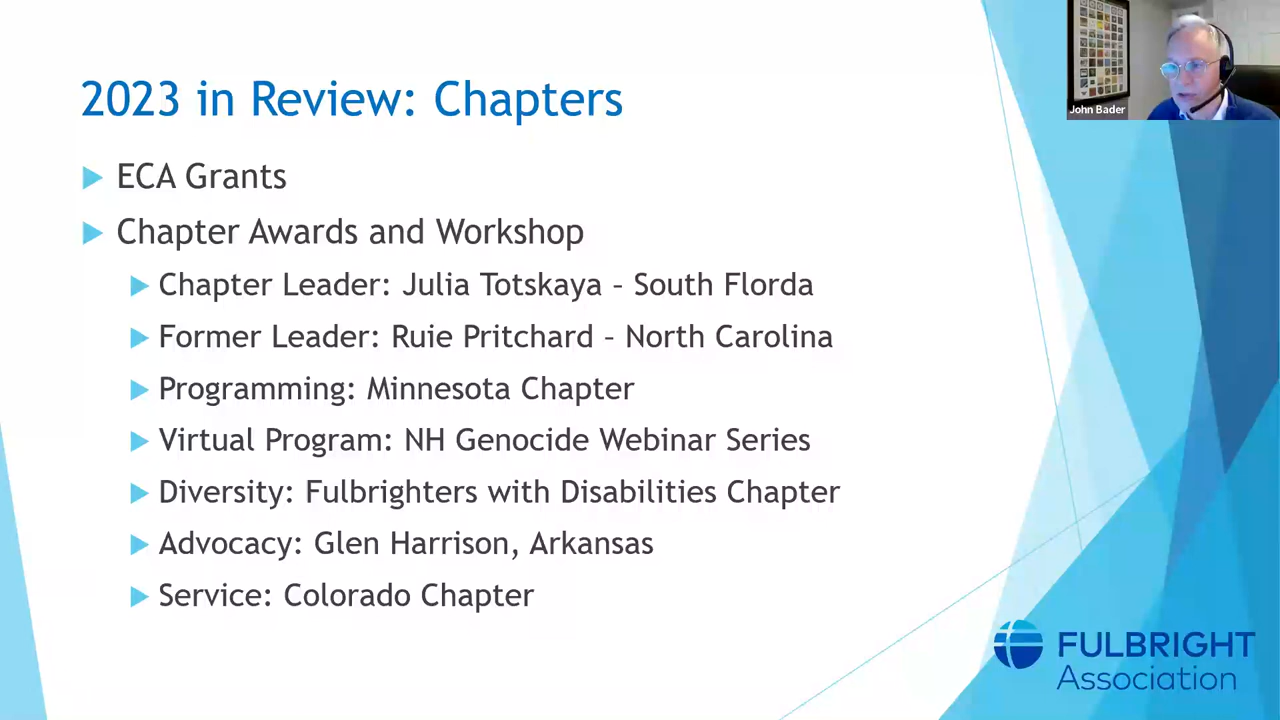 2023 in Review: Chapters
John Bader
ECA Grants
Chapter Awards and Workshop
Chapter Leader: Julia Totskaya – South Florda
Former Leader: Ruie Pritchard – North Carolina
Programming: Minnesota Chapter
Virtual Program: NH Genocide Webinar Series
Diversity: Fulbrighters with Disabilities Chapter
Advocacy: Glen Harrison, Arkansas
Service: Colorado Chapter
FULBRIGHT
Association